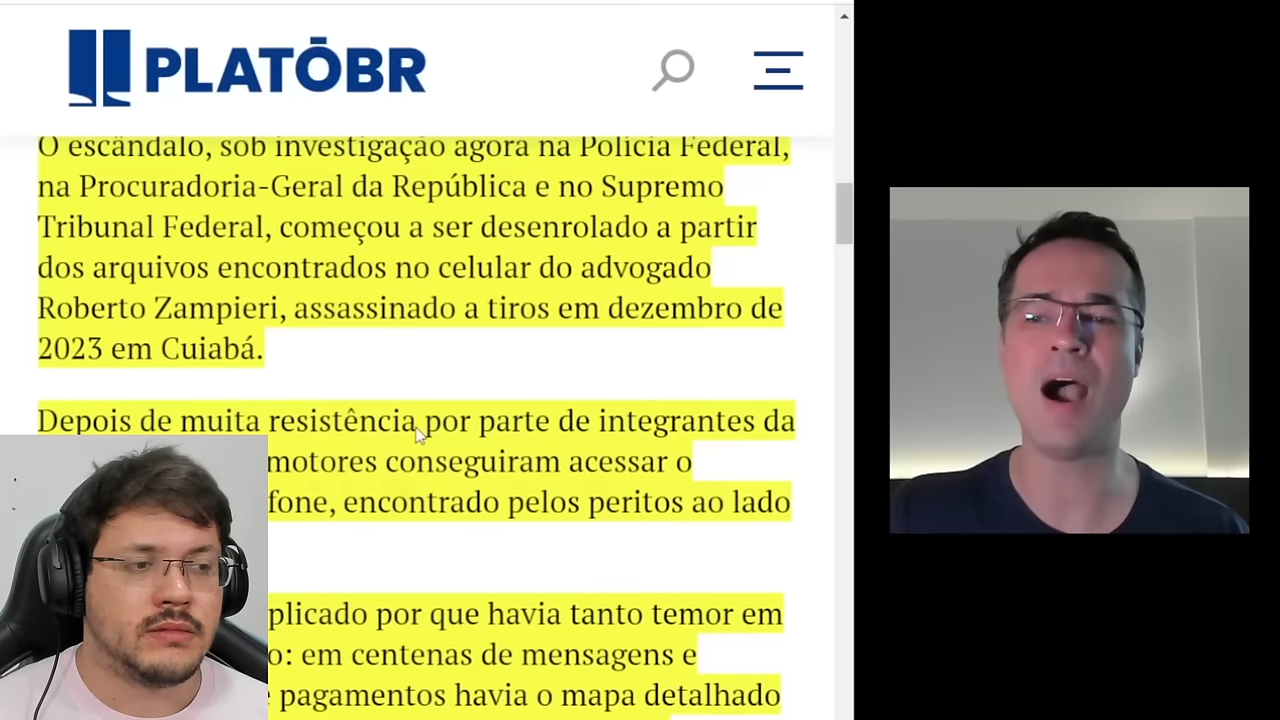 PLATŌBR
O escândalo, sob investigação agora na Polícia Federal,
na Procuradoria-Geral da República e no Supremo
Tribunal Federal, começou a ser desenrolado a partir
dos arquivos encontrados no celular do advogado
Roberto Zampieri, assassinado a tiros em dezembro de
2023 em Cuiabá.
Depois de muita resistência por parte de integrantes da
motores conseguiram acessar o
fone, encontrado pelos peritos ao lado
plicado por que havia tanto temor em
o: em centenas de mensagens e
pagamentos havia o mapa detalhado